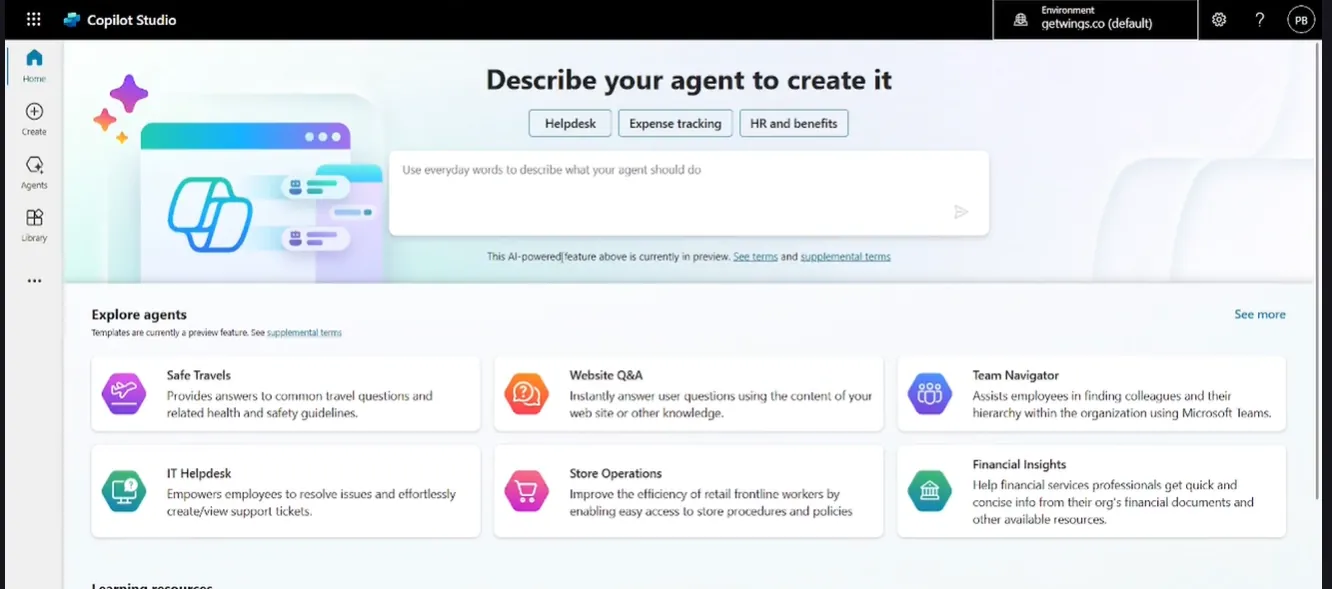 Copilot Studio
Environment
getwings.co (default)
?
PB
Home
Create
Agents
Library
Describe your agent to create it
Helpdesk
Expense tracking
HR and benefits
Use everyday words to describe what your agent should do
This AI-powered feature above is currently in preview. See terms and supplemental terms
Explore agents
See more
Templates are currently a preview feature. See supplemental terms
Safe Travels
Provides answers to common travel questions and
related health and safety guidelines.
Website Q&A
Instantly answer user questions using the content of your
web site or other knowledge.
Team Navigator
Assists employees in finding colleagues and their
hierarchy within the organization using Microsoft Teams.
IT Helpdesk
Empowers employees to resolve issues and effortlessly
create/view support tickets.
Store Operations
Improve the efficiency of retail frontline workers by
enabling easy access to store procedures and policies
Financial Insights
Help financial services professionals get quick and
concise info from their org's financial documents and
other available resources.
Learning resources